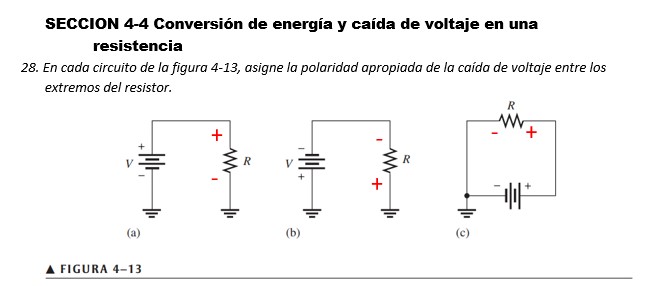 SECCION 4-4 Conversión de energía y caída de voltaje en una
resistencia
28. En cada circuito de la figura 4-13, asigne la polaridad apropiada de la caída de voltaje entre los
extremos del resistor.
R
+ + - - +
V R V R - +
- - + +
(a) (b) (c)
▲ FIGURA 4–13